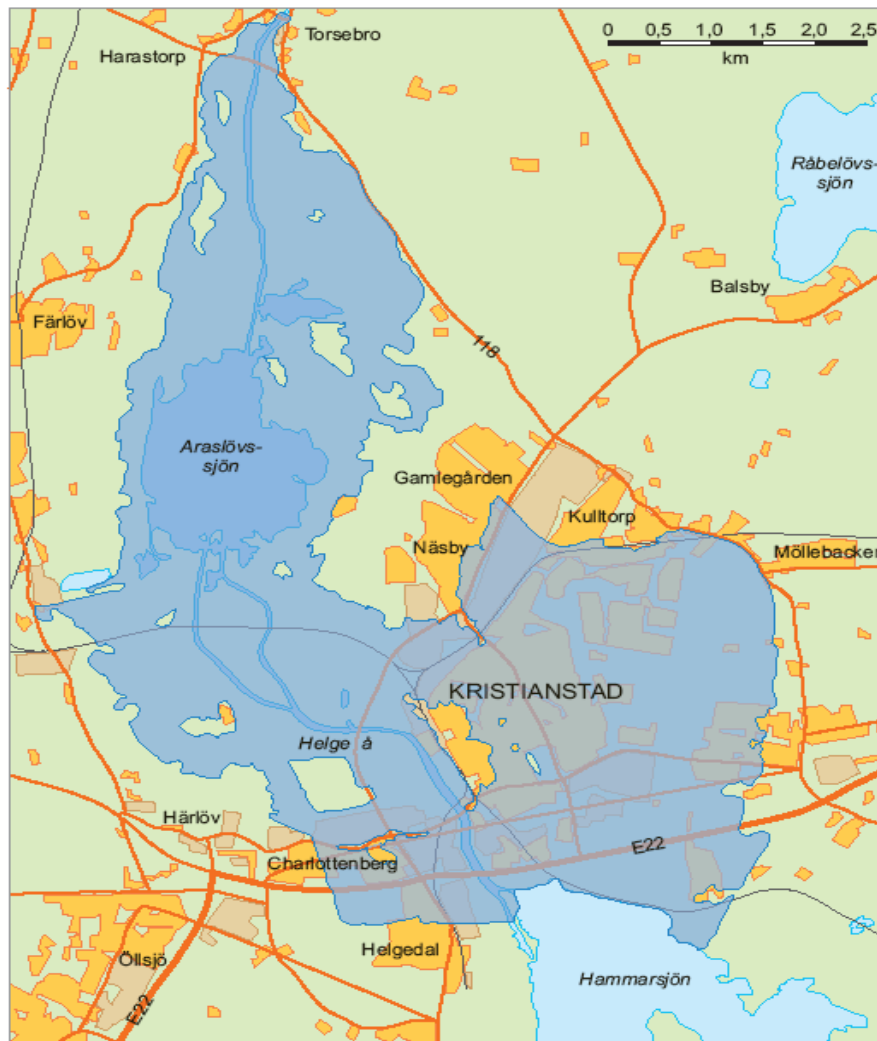 Torsebro
Harastorp
0 0,5 1,0 1,5 2,0 2,5
km
Råbelövs-
sjön
Balsby
Färlöv
118
Araslövs-
sjön
Gamlegården
Kulltorp
Näsby
Möllebacken
KRISTIANSTAD
Helge å
Härlöv
Charlottenberg
E22
Helgedal
Öllsjö
Hammarsjön
E22